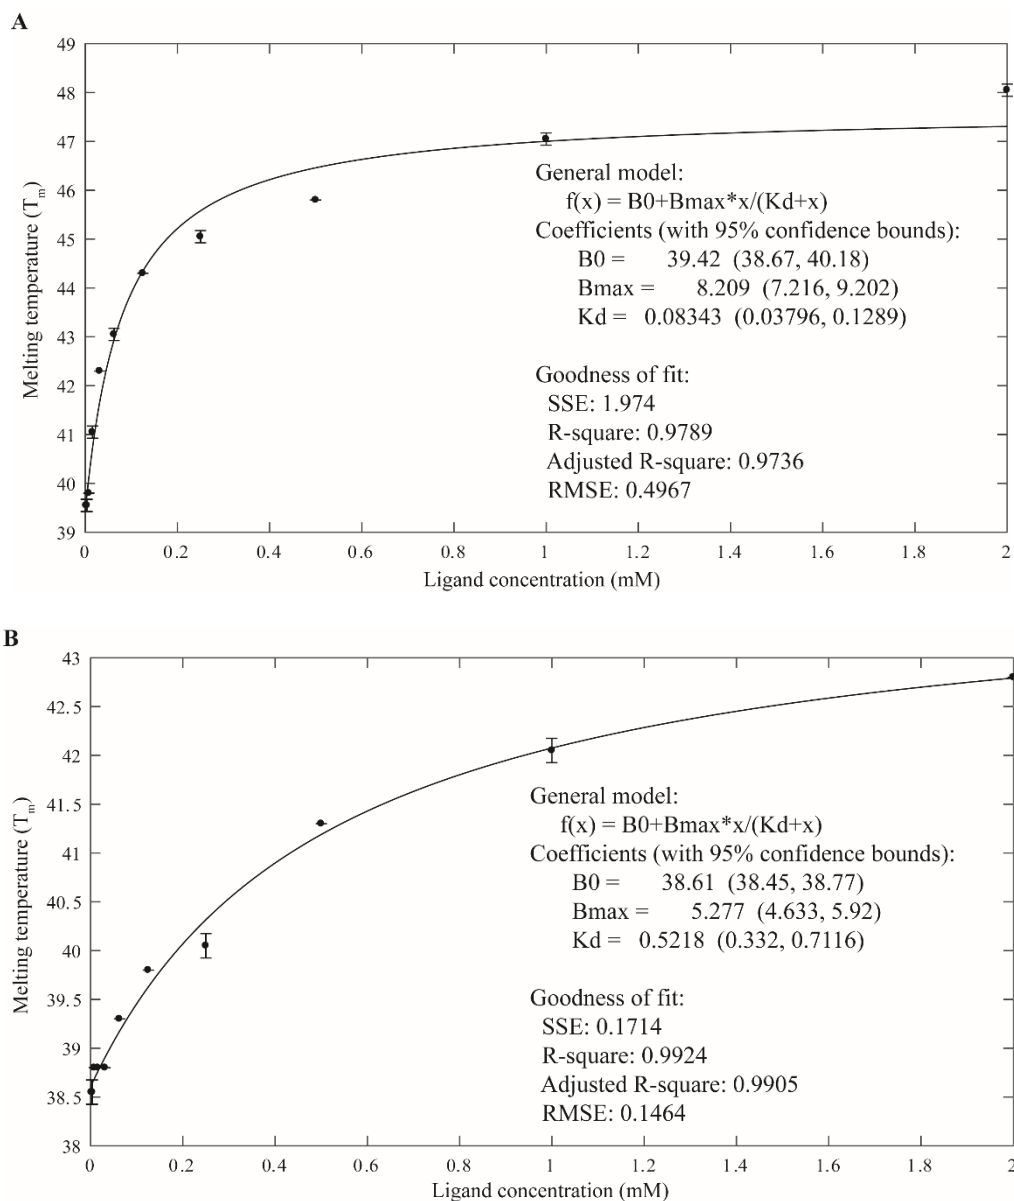 A
49
48
47
46
45
44
43
42
41
40
39
Melting temperature (Tm)
General model:
f(x) = B0+Bmax*x/(Kd+x)
Coefficients (with 95% confidence bounds):
B0 = 39.42 (38.67, 40.18)
Bmax = 8.209 (7.216, 9.202)
Kd = 0.08343 (0.03796, 0.1289)
Goodness of fit:
SSE: 1.974
R-square: 0.9789
Adjusted R-square: 0.9736
RMSE: 0.4967
0 0.2 0.4 0.6 0.8 1 1.2 1.4 1.6 1.8 2
Ligand concentration (mM)
B
43
42.5
42
41.5
41
40.5
40
39.5
39
38.5
38
Melting temperature (Tm)
General model:
f(x) = B0+Bmax*x/(Kd+x)
Coefficients (with 95% confidence bounds):
B0 = 38.61 (38.45, 38.77)
Bmax = 5.277 (4.633, 5.92)
Kd = 0.5218 (0.332, 0.7116)
Goodness of fit:
SSE: 0.1714
R-square: 0.9924
Adjusted R-square: 0.9905
RMSE: 0.1464
0 0.2 0.4 0.6 0.8 1 1.2 1.4 1.6 1.8 2
Ligand concentration (mM)